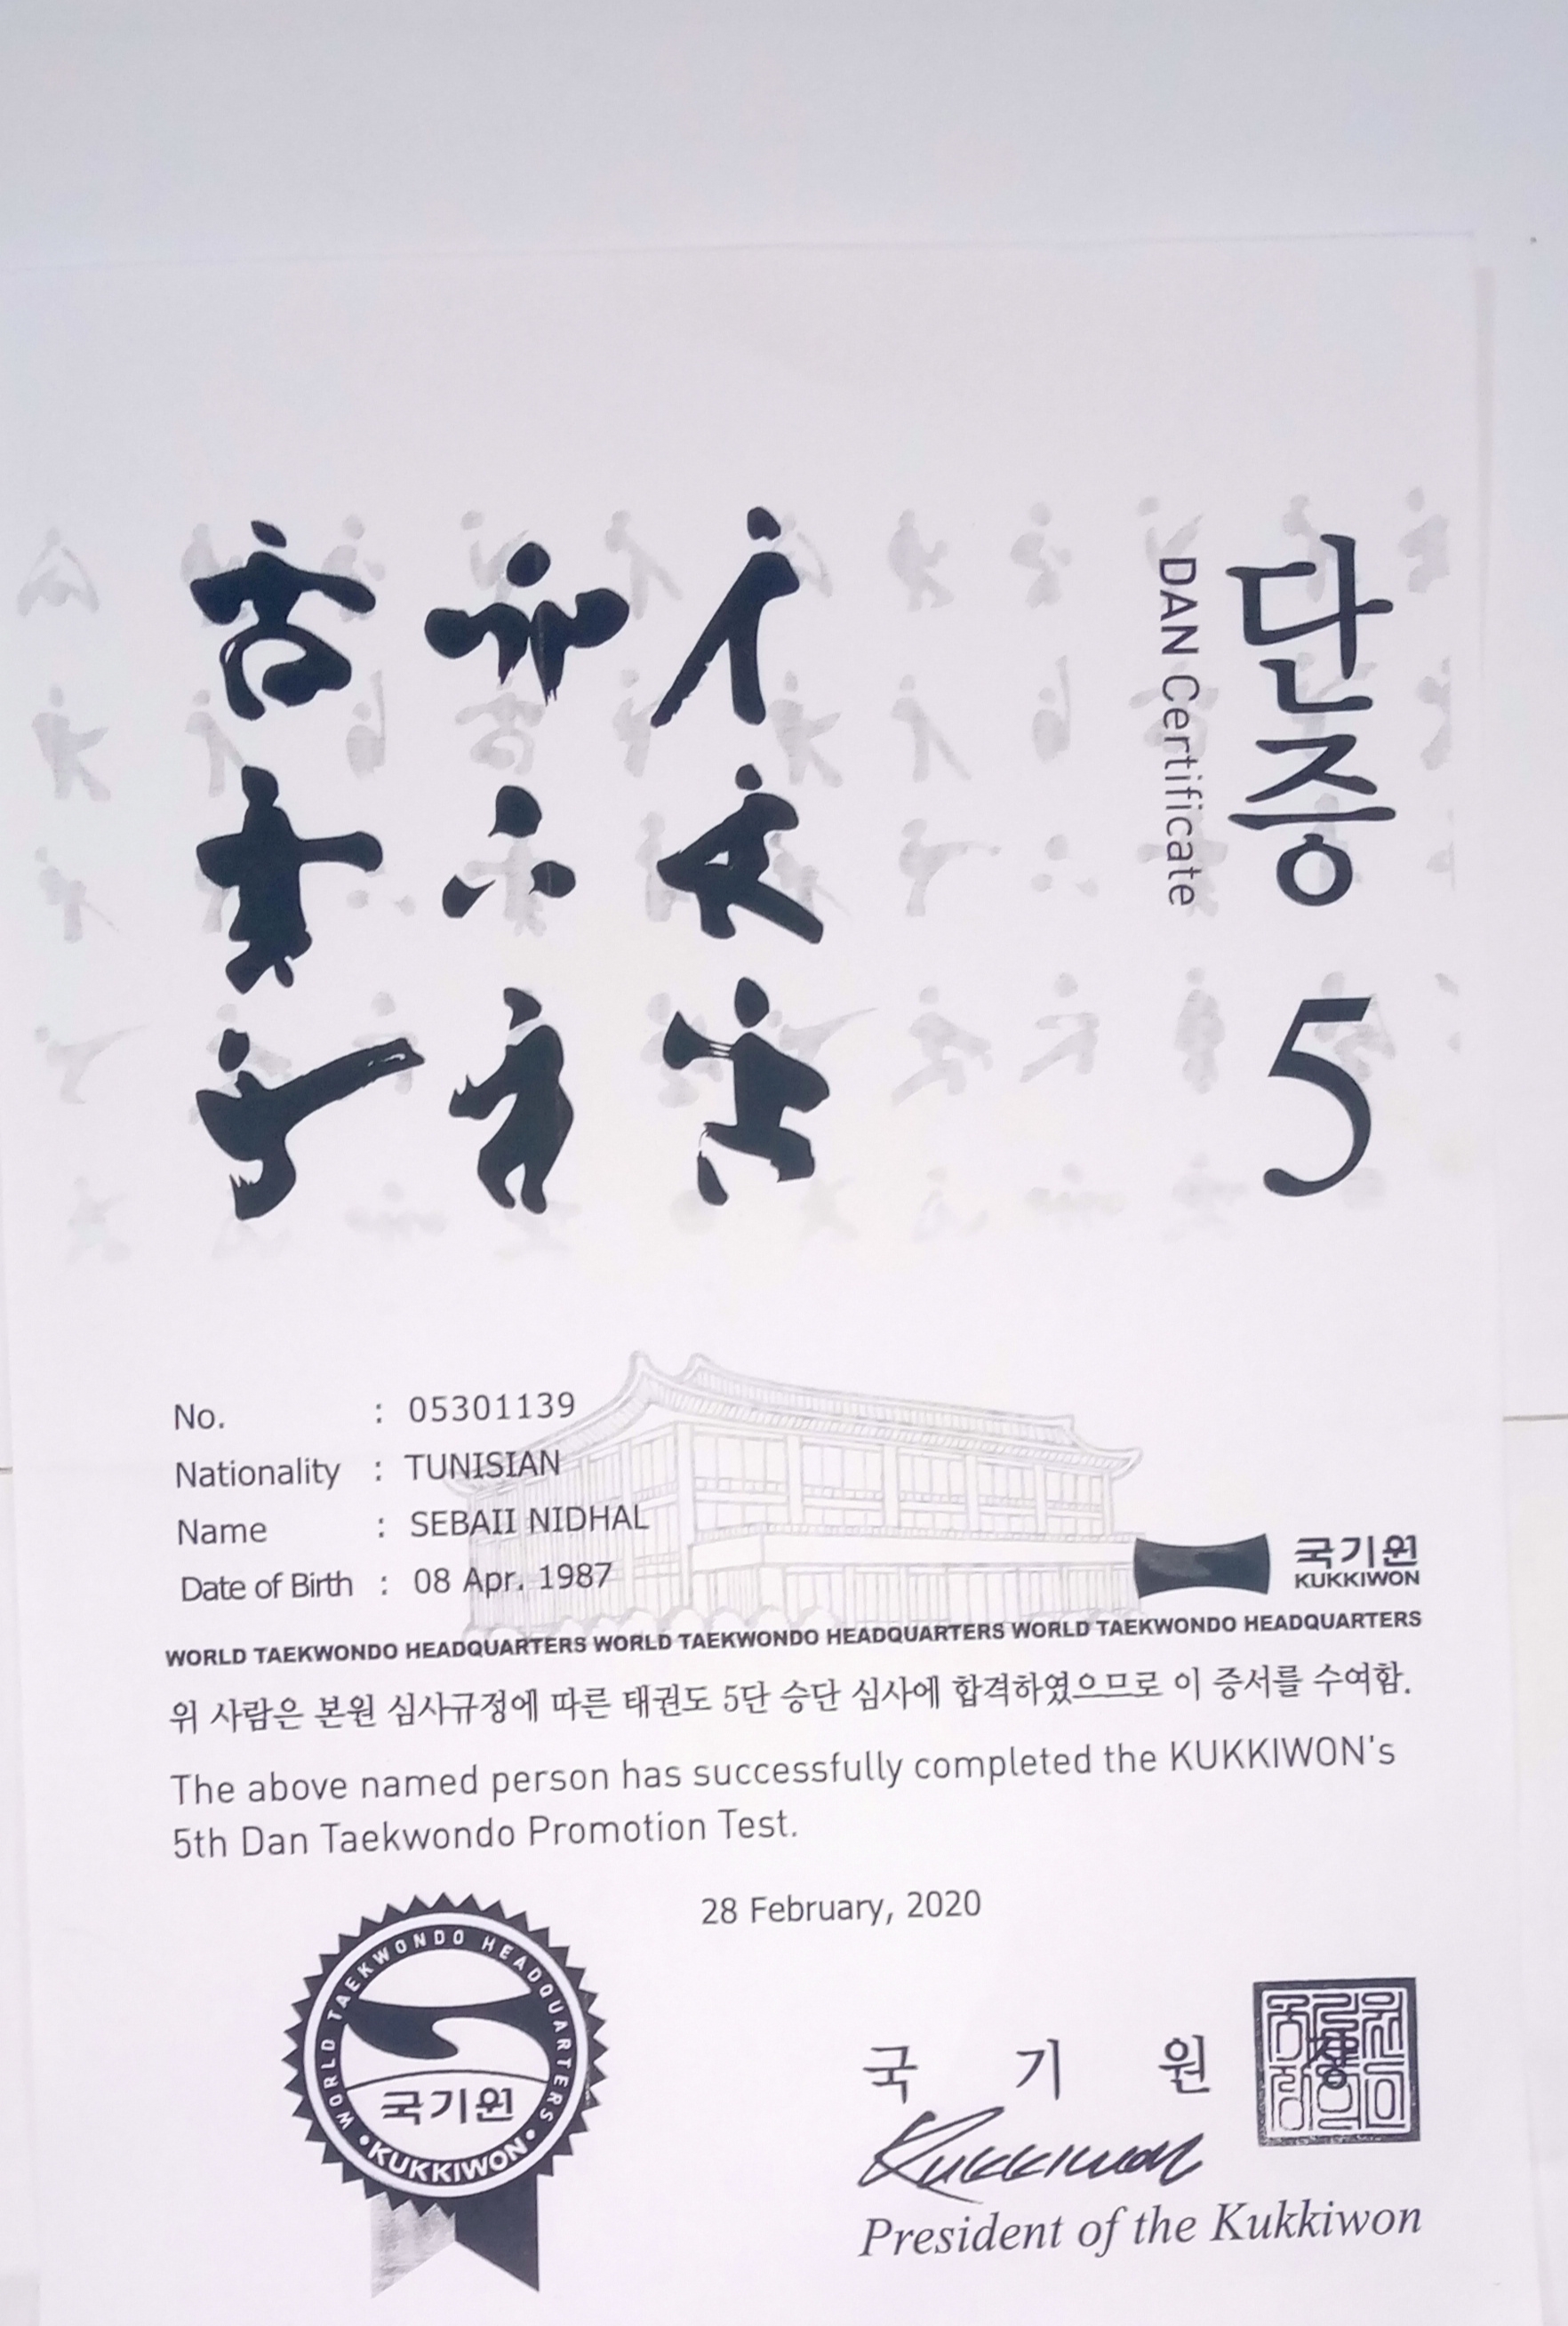 단증 5
DAN Certificate
No. : 05301139
Nationality : TUNISIAN
Name : SEBAII NIDHAL
Date of Birth : 08 Apr. 1987
국기원
KUKKIWON
WORLD TAEKWONDO HEADQUARTERS WORLD TAEKWONDO HEADQUARTERS WORLD TAEKWONDO HEADQUARTERS
위 사람은 본원 심사규정에 따른 태권도 5단 승단 심사에 합격하였으므로 이 증서를 수여함.
The above named person has successfully completed the KUKKIWON's
5th Dan Taekwondo Promotion Test.
28 February, 2020
WORLD TAEKWONDO HEADQUARTERS
국기원
KUKKIWON
국 기 원
Kukkiwon
President of the Kukkiwon